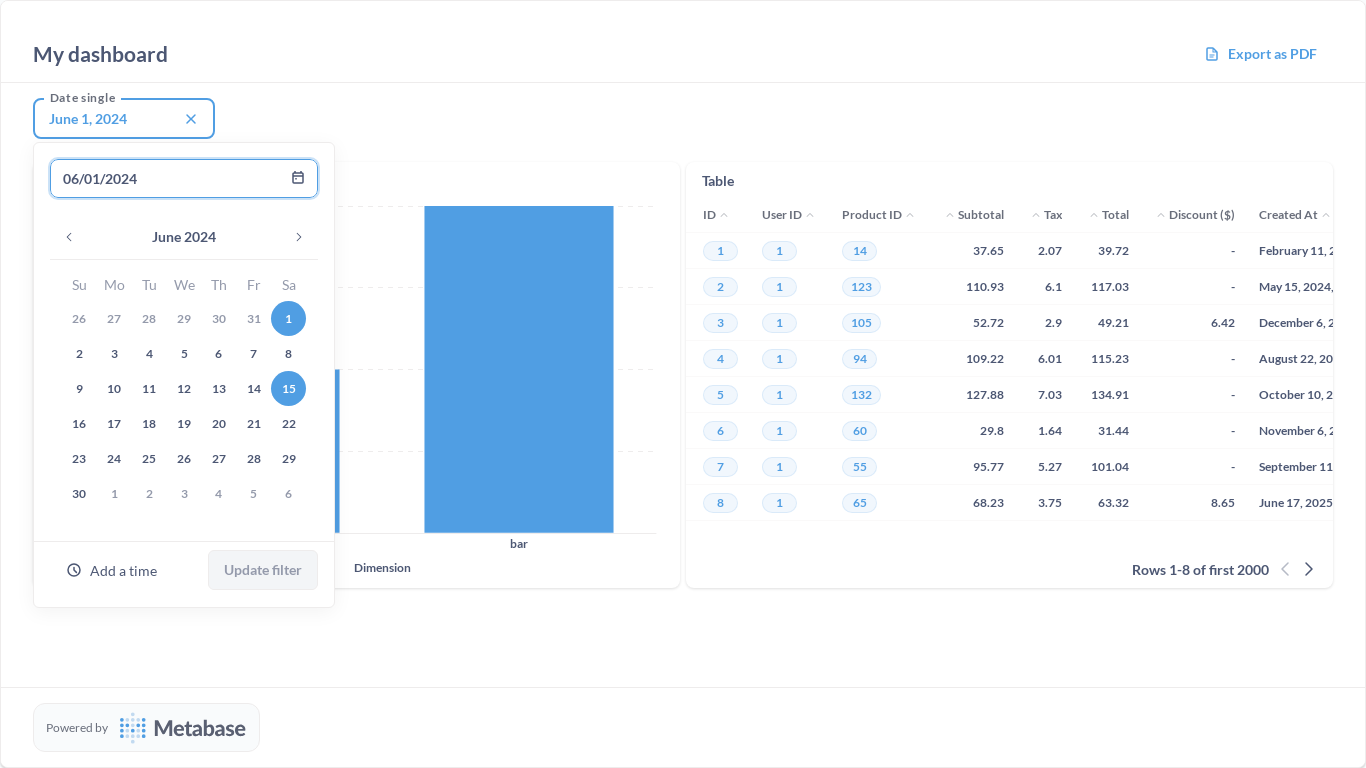 My dashboard
Export as PDF
Date single
June 1, 2024
06/01/2024
June 2024
Su Mo Tu We Th Fr Sa
26 27 28 29 30 31 1
2 3 4 5 6 7 8
9 10 11 12 13 14 15
16 17 18 19 20 21 22
23 24 25 26 27 28 29
30 1 2 3 4 5 6
Add a time
Update filter
bar
Dimension
Table
ID User ID Product ID Subtotal Tax Total Discount ($) Created At
1 1 14 37.65 2.07 39.72 - February 11, 2
2 1 123 110.93 6.1 117.03 - May 15, 2024,
3 1 105 52.72 2.9 49.21 6.42 December 6, 2
4 1 94 109.22 6.01 115.23 - August 22, 20
5 1 132 127.88 7.03 134.91 - October 10, 2
6 1 60 29.8 1.64 31.44 - November 6, 2
7 1 55 95.77 5.27 101.04 - September 11
8 1 65 68.23 3.75 63.32 8.65 June 17, 2025
Rows 1-8 of first 2000
Powered by Metabase